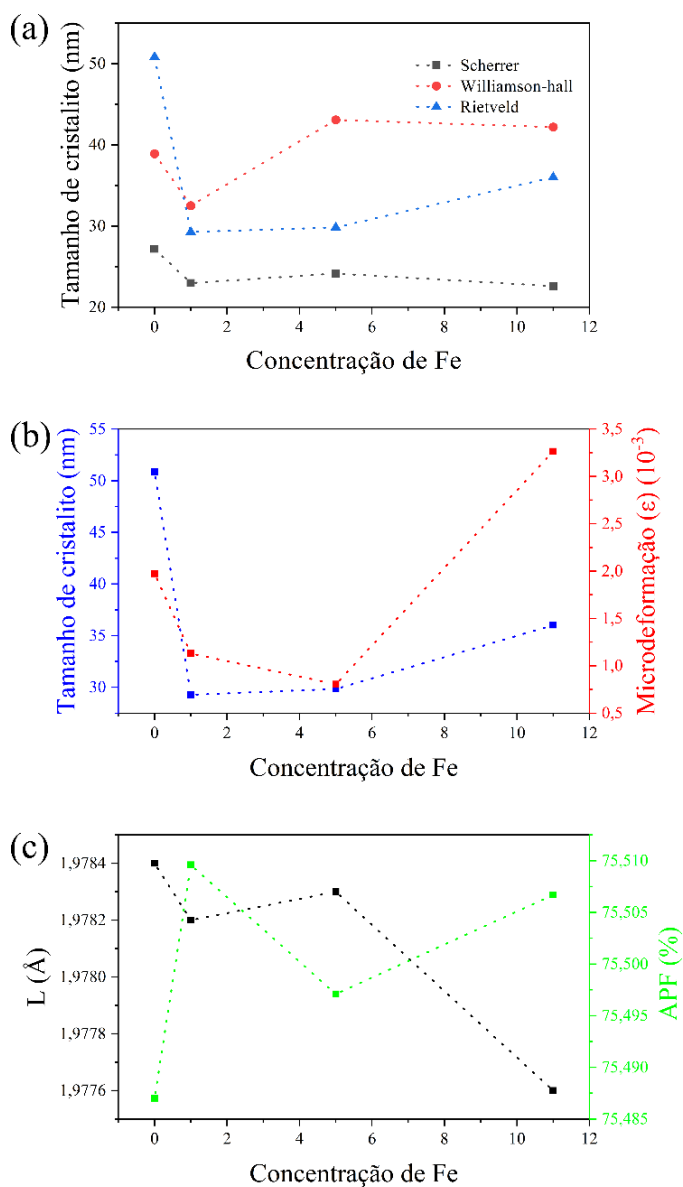 (a)
Tamanho de cristalito (nm)
50
40
30
20
Scherrer
Williamson-hall
Rietveld
0 2 4 6 8 10 12
Concentração de Fe
(b)
Tamanho de cristalito (nm)
55
50
45
40
35
30
3,5
3,0
2,5
2,0
1,5
1,0
0,5
Microdeformação (ε) (10⁻³)
0 2 4 6 8 10 12
Concentração de Fe
(c)
L (Å)
1,9784
1,9782
1,9780
1,9778
1,9776
75,510
75,505
75,500
75,495
75,490
75,485
APF (%)
0 2 4 6 8 10 12
Concentração de Fe